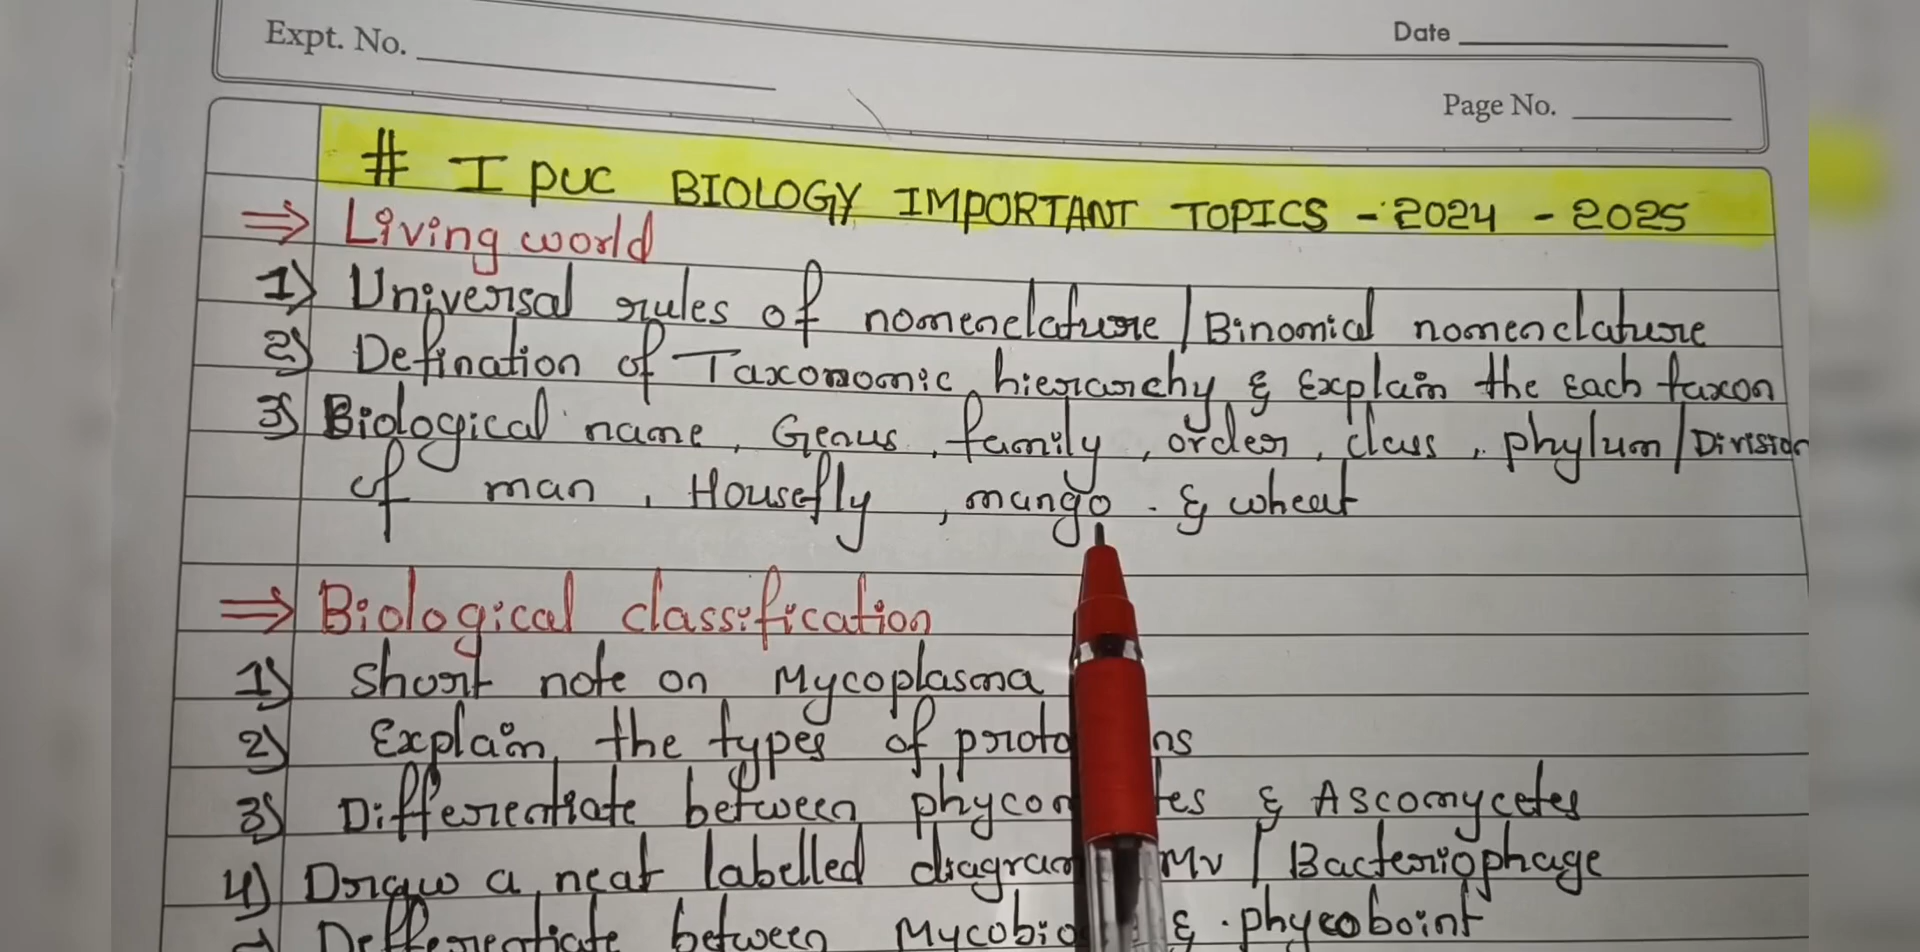 Expt. No.
Date
Page No.
# I PUC BIOLOGY IMPORTANT TOPICS - 2024 - 2025
⇒ Living world
1) Universal rules of nomenclature / Binomial nomenclature
2) Defination of Taxonomic hierarchy & Explain the Each taxon
3) Biological name, Genus, family, order, class, phylum / Division
of man, Housefly, mango & wheat
⇒ Biological classification
1) Short note on Mycoplasma
2) Explain the types of
3) Differentiate between & Ascomycetes
4) Draw a neat labelled / Bacteriophage
Differentiate between & phycoboint